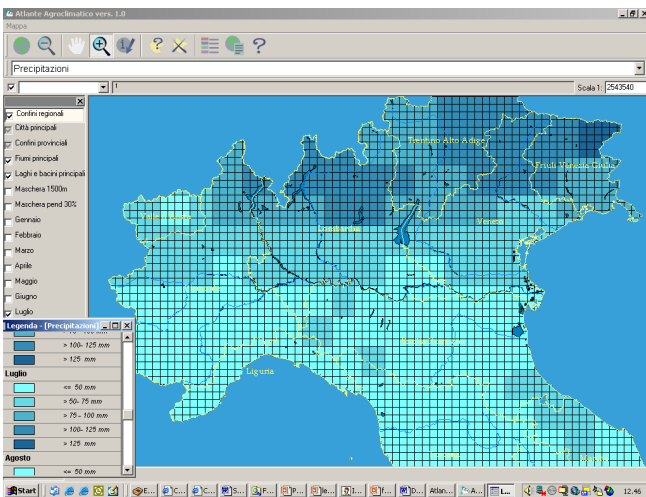 Atlante Agroclimatico vers. 1.0
Mappa
Precipitazioni
1
Scala 1: 2543540
Confini regionali
Città principali
Confini provinciali
Fiumi principali
Laghi e bacini principali
Maschera 1500m
Maschera pend 30%
Gennaio
Febbraio
Marzo
Aprile
Maggio
Giugno
Luglio
Trentino Alto Adige
Friuli Venezia Giulia
Veneto
Lombardia
Liguria
Legenda - [Precipitazioni]
> 100- 125 mm
> 125 mm
Luglio
<= 50 mm
> 50- 75 mm
> 75 - 100 mm
> 100- 125 mm
> 125 mm
Agosto
<= 50 mm
Start
E...
C...
C...
S...
F...
P...
le...
I...
f...
D...
Atlan...
A...
L...
12.46